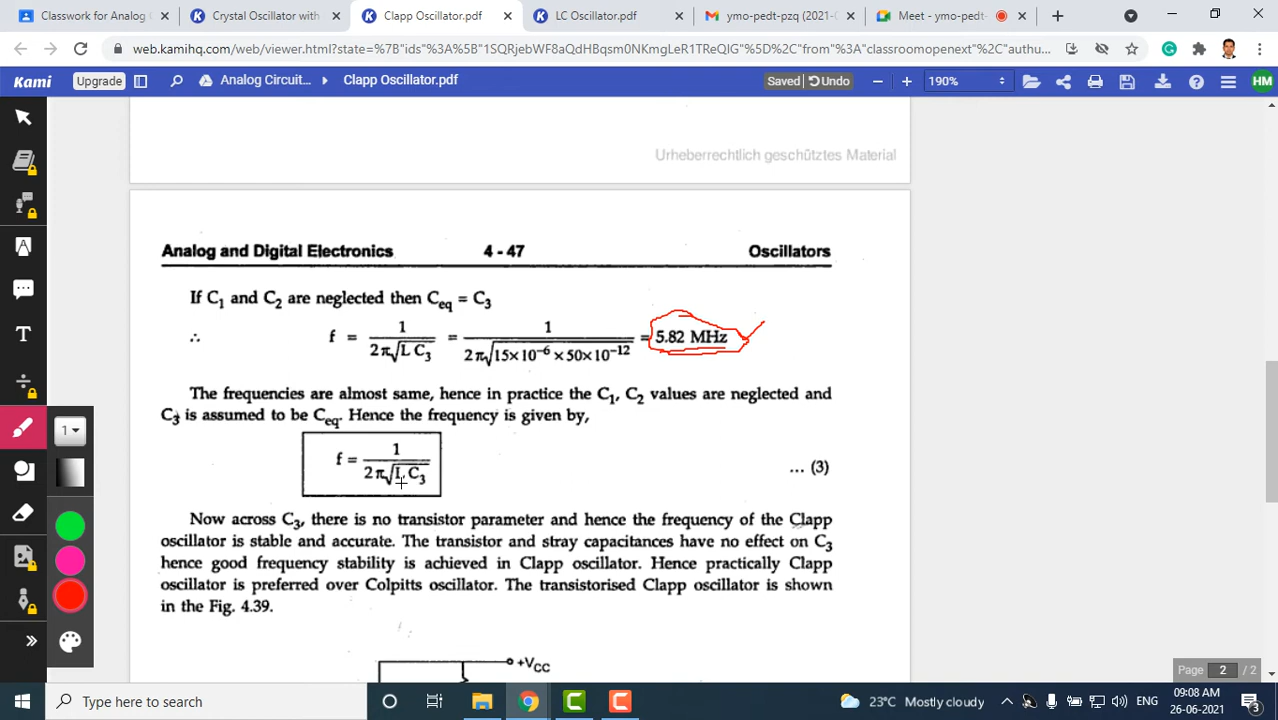 Classwork for Analog C
Crystal Oscillator with
Clapp Oscillator.pdf
LC Oscillator.pdf
ymo-pedt-pzq (2021-0
Meet - ymo-pedt-
web.kamihq.com/web/viewer.html?state=%7B"ids"%3A%5B"1SQRjebWF8aQdHBqsm0NKmgLeR1TReQIG"%5D%2C"from"%3A"classroomopenext"%2C"authu...
Kami Upgrade Analog Circuit... Clapp Oscillator.pdf Saved Undo 190% HM
Urheberrechtlich geschütztes Material
Analog and Digital Electronics 4 - 47 Oscillators
If C1 and C2 are neglected then Ceq = C3
∴ f = 1 / 2π√L C3 = 1 / 2π√15×10⁻⁶ × 50×10⁻¹² = 5.82 MHz
The frequencies are almost same, hence in practice the C1, C2 values are neglected and
C3 is assumed to be Ceq. Hence the frequency is given by,
f = 1 / 2π√L C3 ... (3)
Now across C3, there is no transistor parameter and hence the frequency of the Clapp
oscillator is stable and accurate. The transistor and stray capacitances have no effect on C3
hence good frequency stability is achieved in Clapp oscillator. Hence practically Clapp
oscillator is preferred over Colpitts oscillator. The transistorised Clapp oscillator is shown
in the Fig. 4.39.
+VCC
1
Page 2 / 2
Type here to search
23°C Mostly cloudy
ENG
09:08 AM
26-06-2021
3